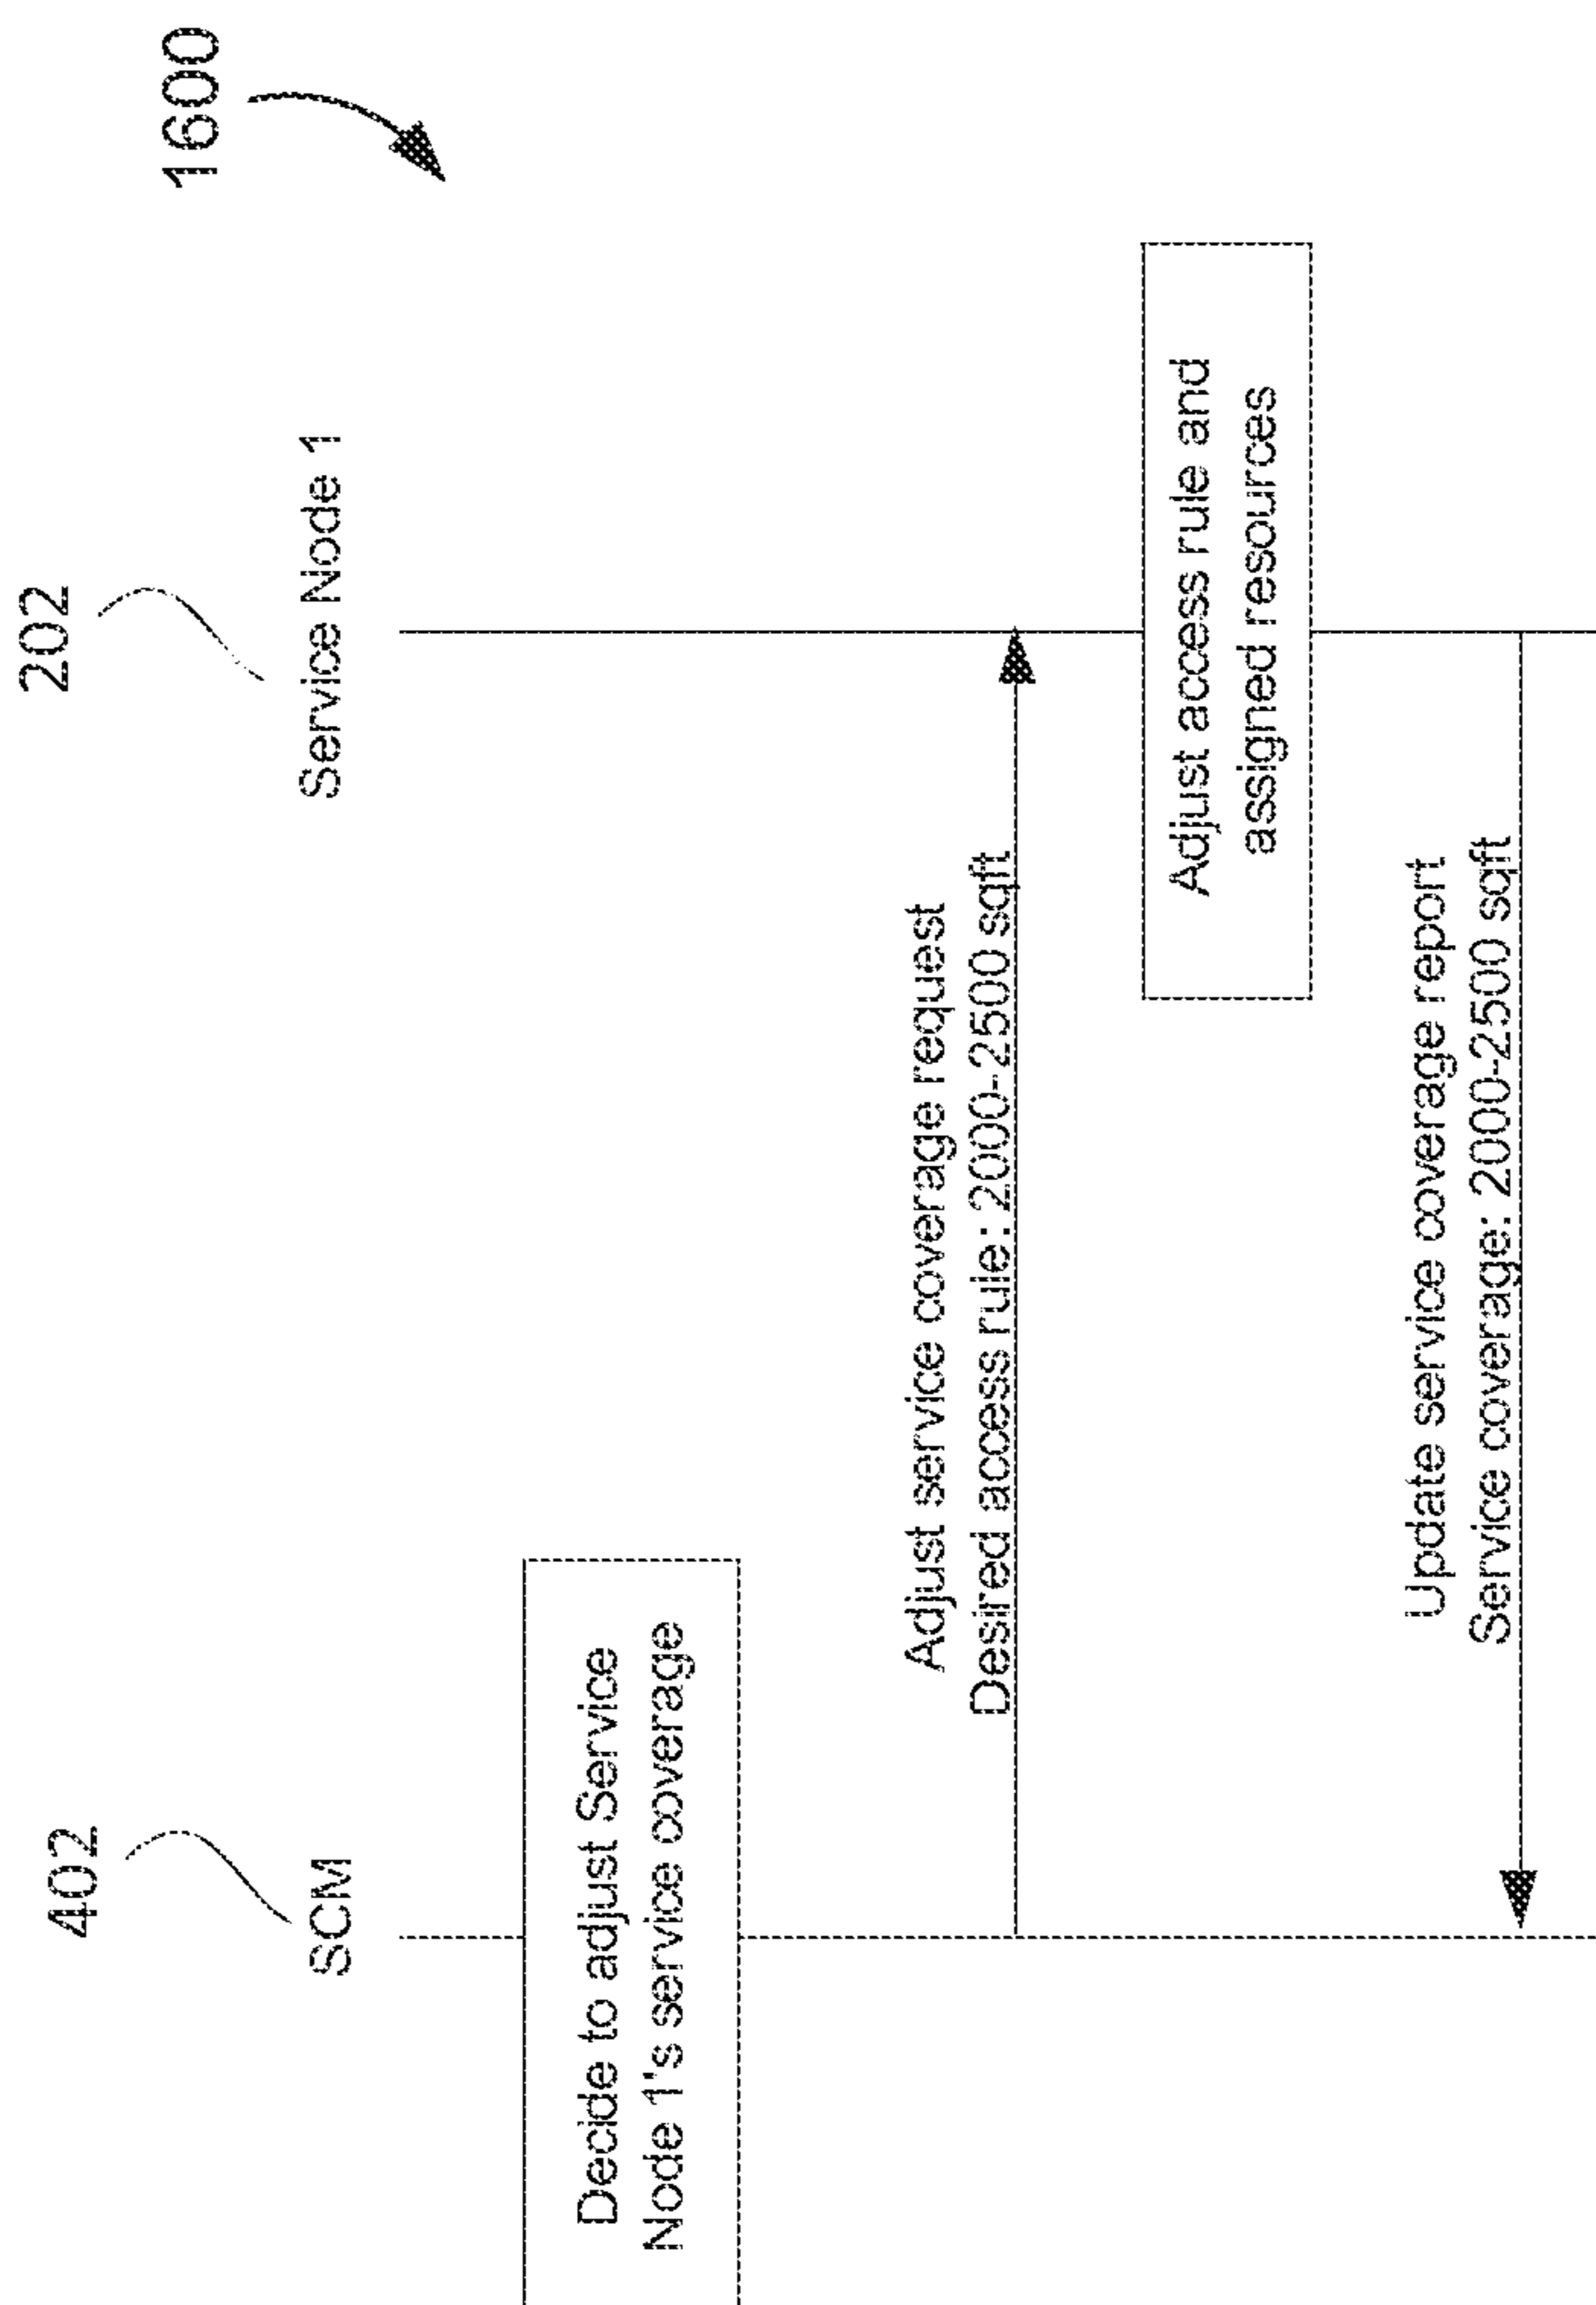 1600
402
202
SCM
Service Node 1
Decide to adjust Service
Node 1's service coverage
Adjust service coverage request
Desired access rule: 2000-2500 sqft
Adjust access rule and
assigned resources
Update service coverage report
Service coverage: 2000-2500 sqft